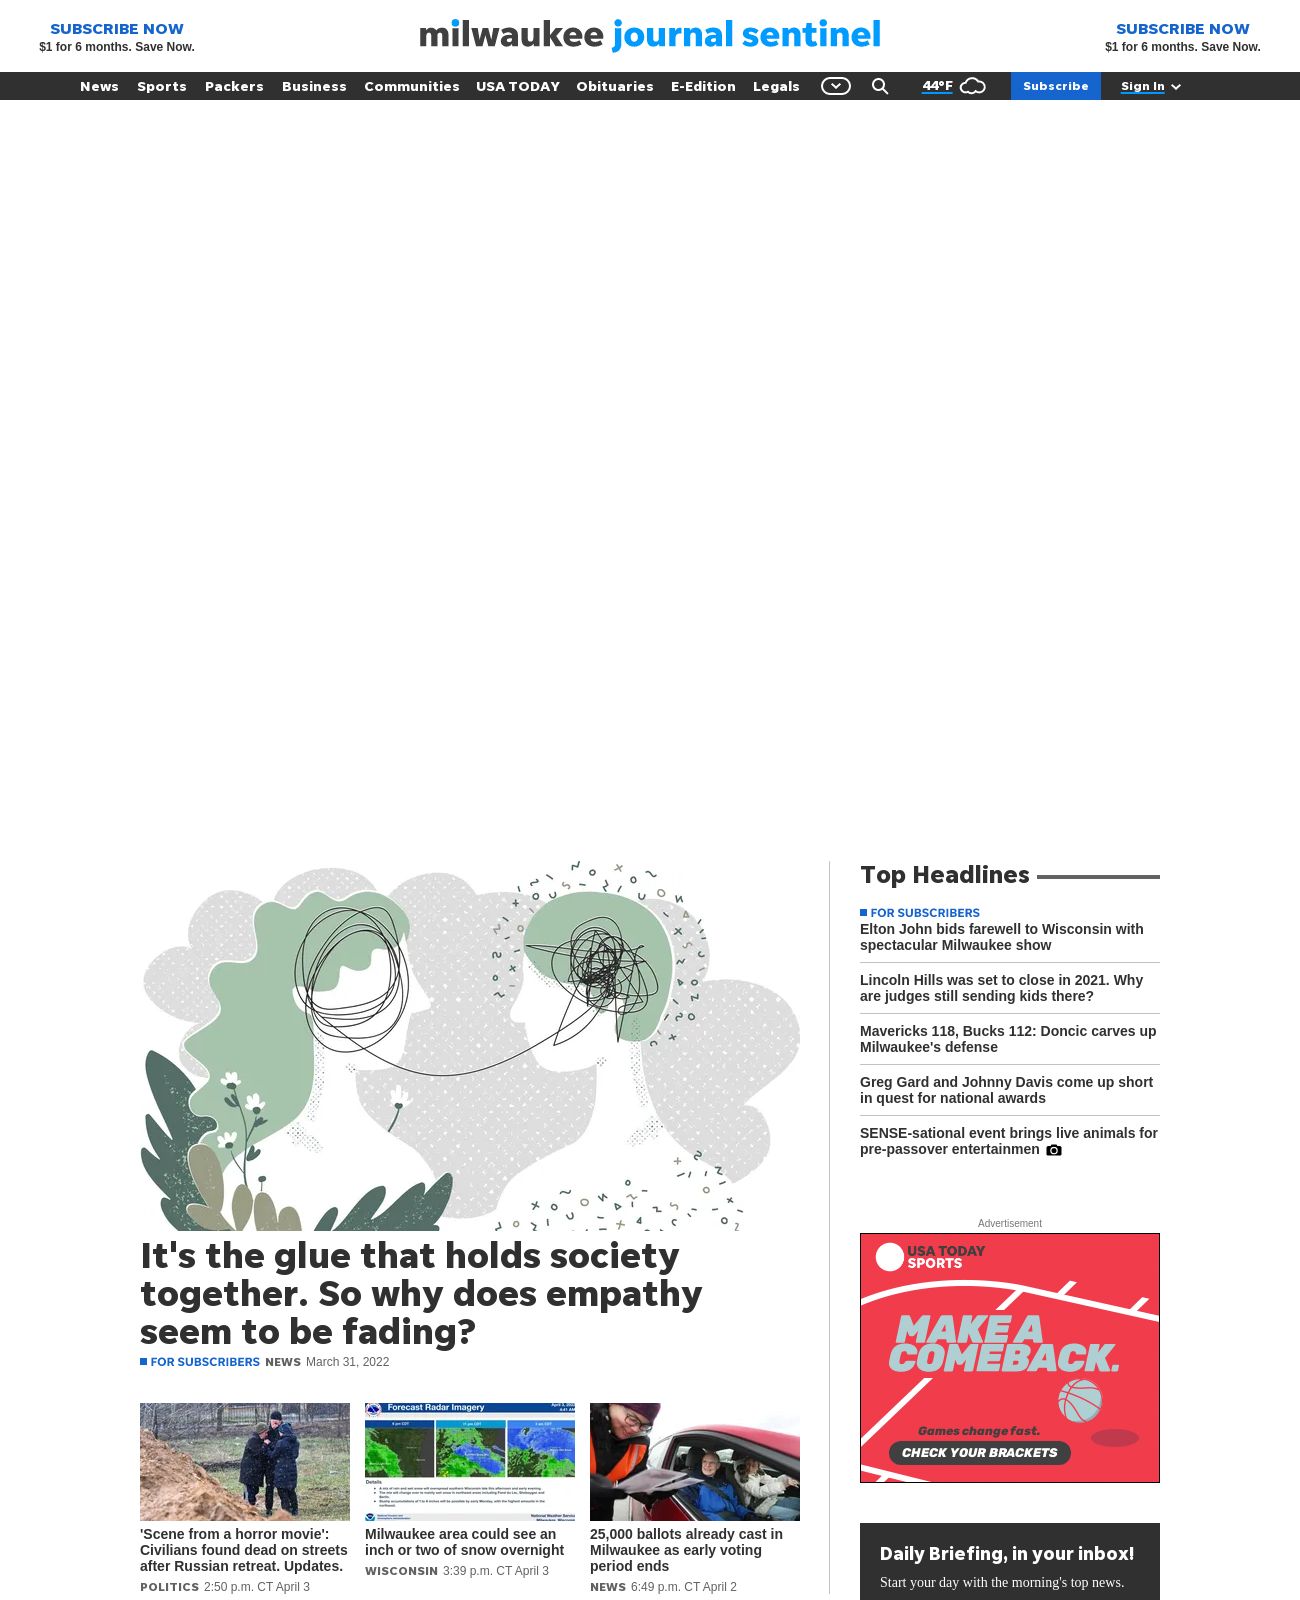 SUBSCRIBE NOW
$1 for 6 months. Save Now.
milwaukee journal sentinel
SUBSCRIBE NOW
$1 for 6 months. Save Now.
News Sports Packers Business Communities USA TODAY Obituaries E-Edition Legals 44°F Subscribe Sign In
It's the glue that holds society
together. So why does empathy
seem to be fading?
FOR SUBSCRIBERS NEWS March 31, 2022
Forecast Radar Imagery
Details
National Weather Service
'Scene from a horror movie':
Civilians found dead on streets
after Russian retreat. Updates.
POLITICS 2:50 p.m. CT April 3
Milwaukee area could see an
inch or two of snow overnight
WISCONSIN 3:39 p.m. CT April 3
25,000 ballots already cast in
Milwaukee as early voting
period ends
NEWS 6:49 p.m. CT April 2
Top Headlines
FOR SUBSCRIBERS
Elton John bids farewell to Wisconsin with
spectacular Milwaukee show
Lincoln Hills was set to close in 2021. Why
are judges still sending kids there?
Mavericks 118, Bucks 112: Doncic carves up
Milwaukee's defense
Greg Gard and Johnny Davis come up short
in quest for national awards
SENSE-sational event brings live animals for
pre-passover entertainmen
Advertisement
USA TODAY
SPORTS
MAKE A
COMEBACK.
Games change fast.
CHECK YOUR BRACKETS
Daily Briefing, in your inbox!
Start your day with the morning's top news.